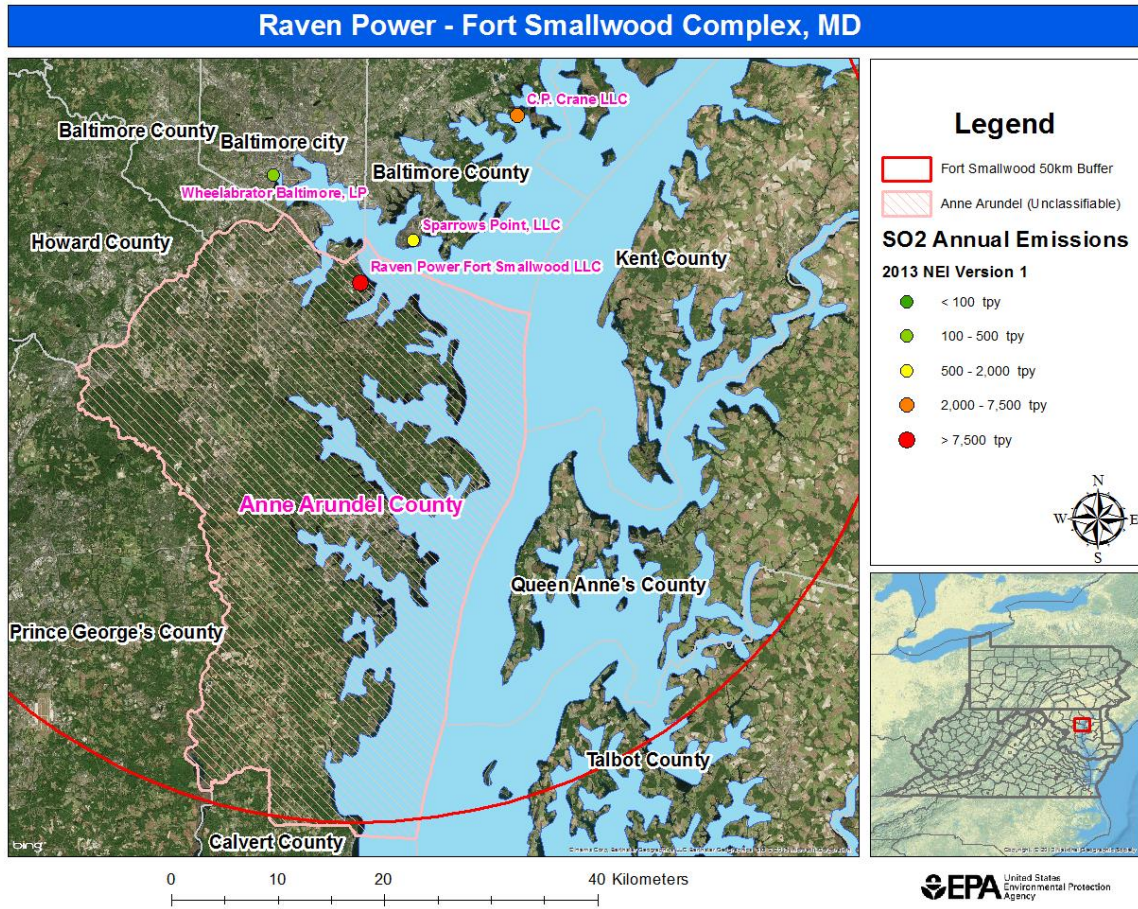 Raven Power - Fort Smallwood Complex, MD
C.P. Crane LLC
Baltimore County
Baltimore city
Baltimore County
Wheelabrator Baltimore, LP
Sparrows Point, LLC
Howard County
Kent County
Raven Power Fort Smallwood LLC
Anne Arundel County
Queen Anne's County
Prince George's County
Talbot County
Calvert County
bing
0 10 20 40 Kilometers
Legend
Fort Smallwood 50km Buffer
Anne Arundel (Unclassifiable)
SO2 Annual Emissions
2013 NEI Version 1
< 100 tpy
100 - 500 tpy
500 - 2,000 tpy
2,000 - 7,500 tpy
> 7,500 tpy
N
W E
S
EPA
United States
Environmental Protection
Agency